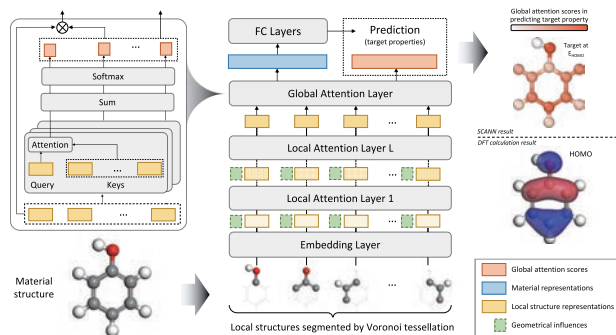 Softmax
Sum
Attention
...
Query
Keys
...
Material
structure
FC Layers
Prediction
(target properties)
Global Attention Layer
...
Local Attention Layer L
...
Local Attention Layer 1
...
Embedding Layer
...
Local structures segmented by Voronoi tessellation
Global attention scores in
predicting target property
Target at
E_HOMO
SCANN result
DFT calculation result
HOMO
Global attention scores
Material representations
Local structure representations
Geometrical influences